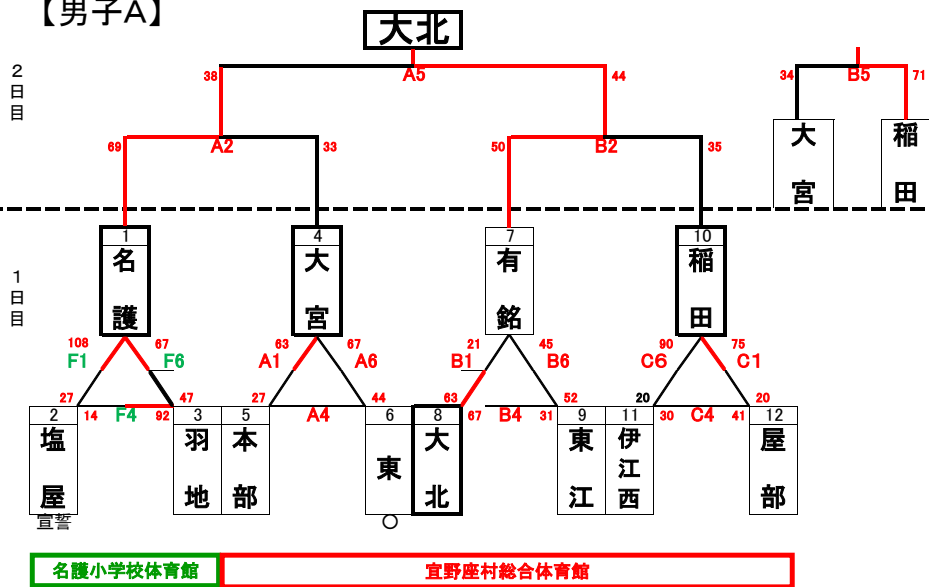 【男子A】
大北
2日目
38 A5 44
34 B5 71
大宮 稲田
69 A2 33
50 B2 35
1日目
1 4 7 10
名護 大宮 有銘 稲田
108 67 63 67 21 45 90 75
F1 F6 A1 A6 B1 B6 C6 C1
27 47 27 44 63 52 20 20
14 F4 92 A4 67 B4 31 30 C4 41
2 3 5 6 8 9 11 12
塩屋 羽地 本部 東 大北 東江 伊江西 屋部
宣誓 ○
名護小学校体育館 宜野座村総合体育館